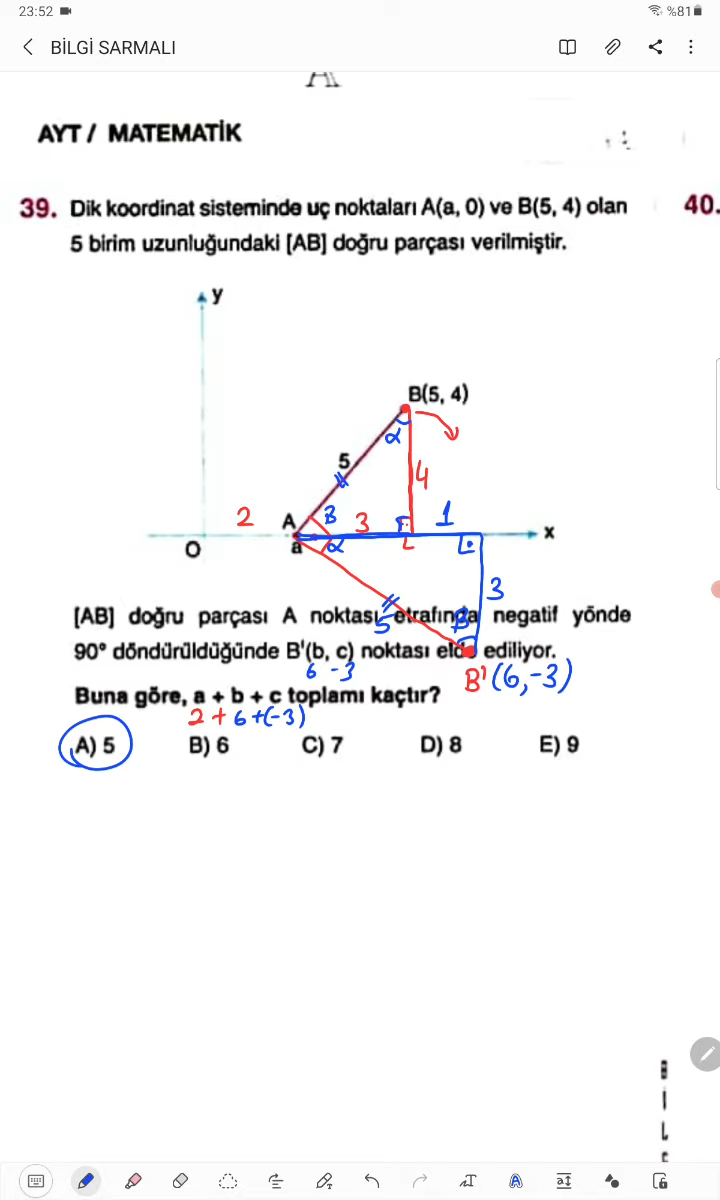 23:52 %81
BİLGİ SARMALI
AYT / MATEMATİK
39. Dik koordinat sisteminde uç noktaları A(a, 0) ve B(5, 4) olan
5 birim uzunluğundaki [AB] doğru parçası verilmiştir.
40.
y
B(5, 4)
α
5
4
2 A B 3 1 x
O a α
3
[AB] doğru parçası A noktası etrafında negatif yönde
5 β
90° döndürüldüğünde B'(b, c) noktası elde ediliyor.
6 -3 B'(6,-3)
Buna göre, a + b + c toplamı kaçtır?
2 + 6 +(-3)
A) 5 B) 6 C) 7 D) 8 E) 9